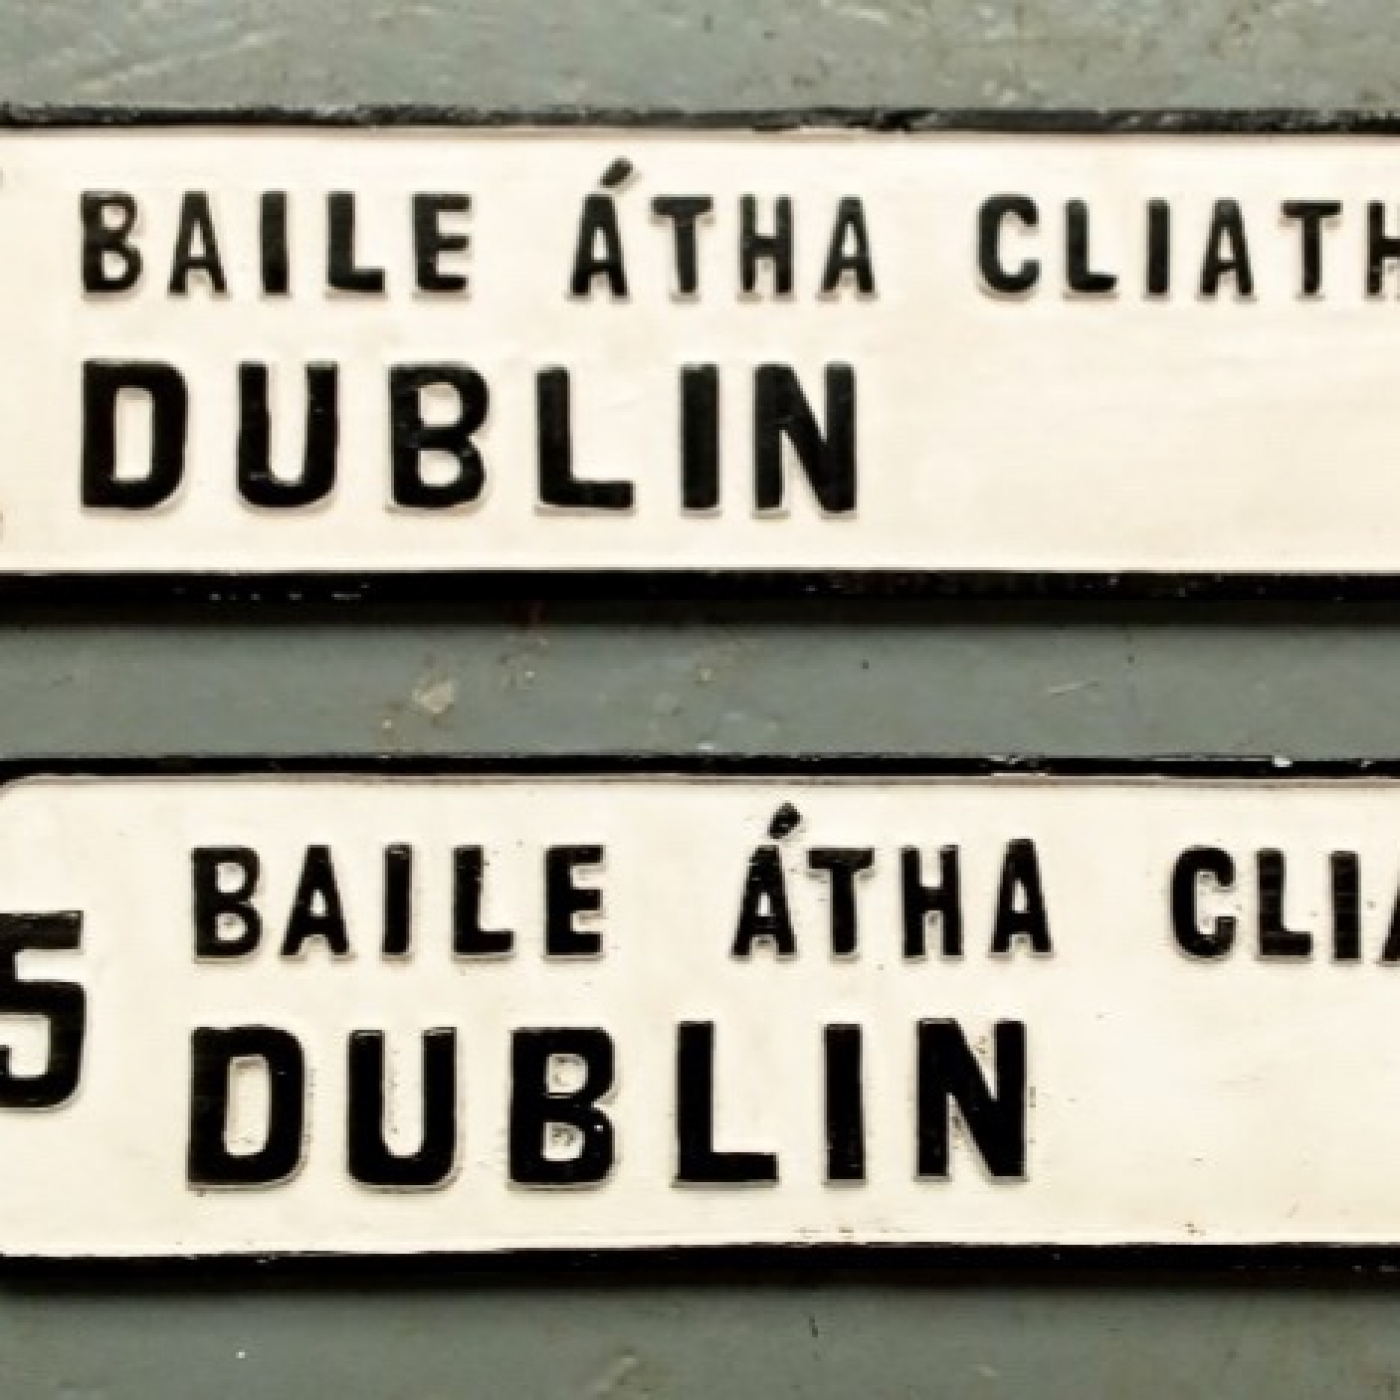 BAILE ÁTHA CLIATH
DUBLIN
5
BAILE ÁTHA CLIA
DUBLIN